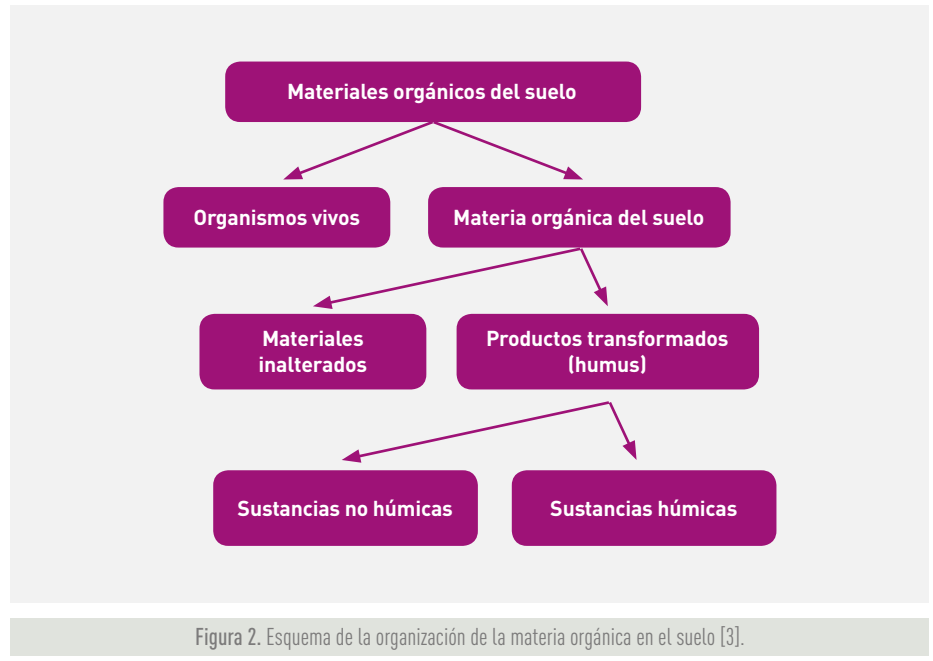 Materiales orgánicos del suelo
Organismos vivos
Materia orgánica del suelo
Materiales
inalterados
Productos transformados
(humus)
Sustancias no húmicas
Sustancias húmicas
Figura 2. Esquema de la organización de la materia orgánica en el suelo [3].